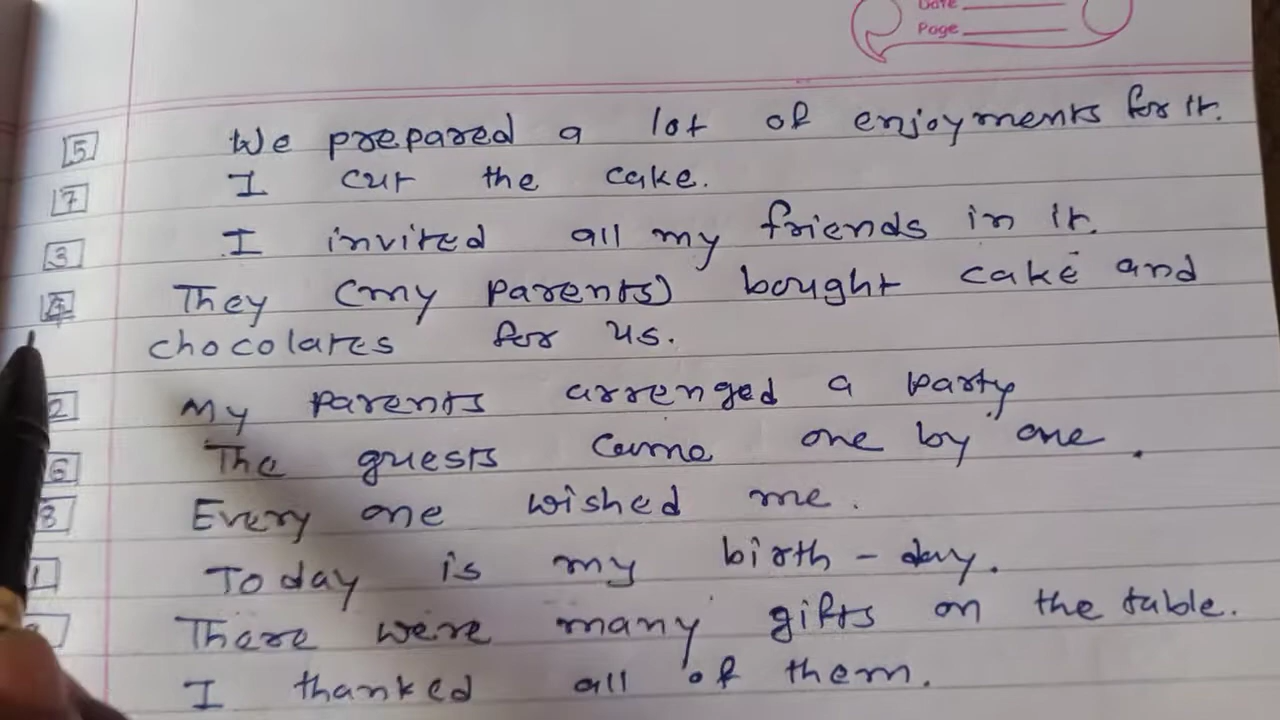 Date
Page
5 We prepared a lot of enjoyments for it.
7 I cut the cake.
3 I invited all my friends in it.
4 They (my parents) bought cake and
chocolates for us.
2 My parents arrenged a party
6 The guests came one by one.
8 Every one wished me.
1 Today is my birth-day.
There were many gifts on the table.
I thanked all of them.